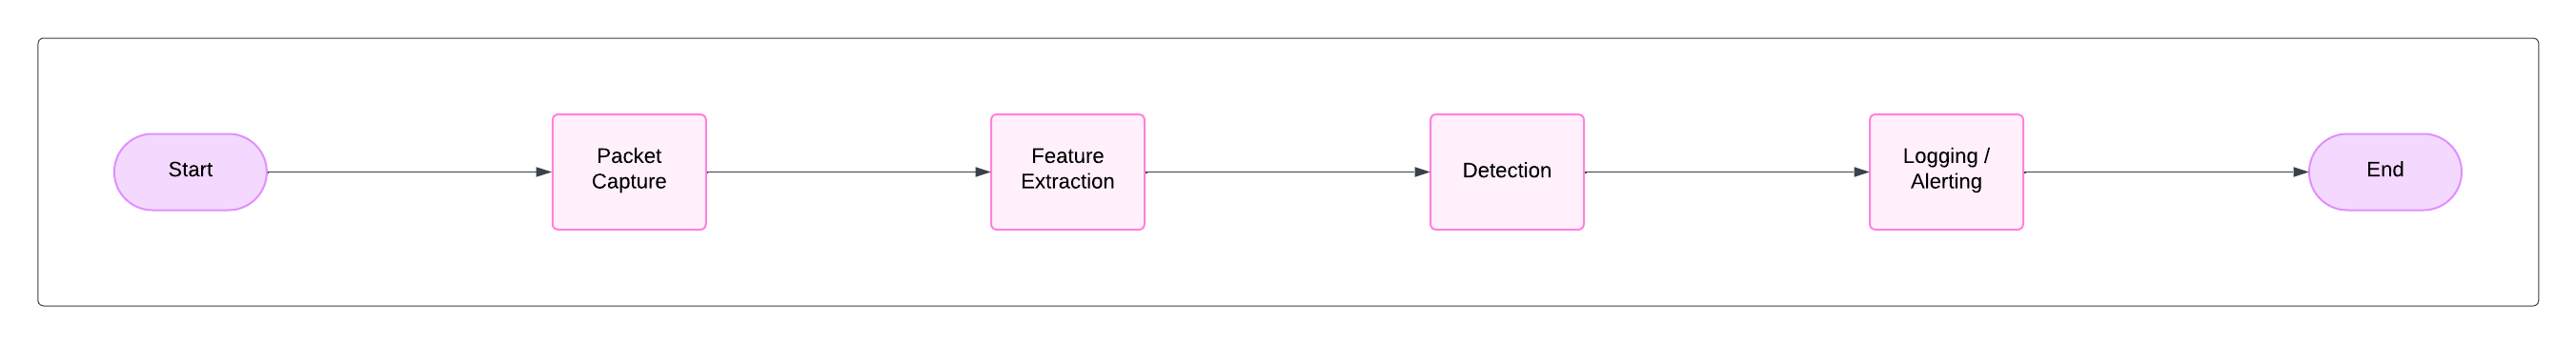 Start
Packet
Capture
Feature
Extraction
Detection
Logging /
Alerting
End